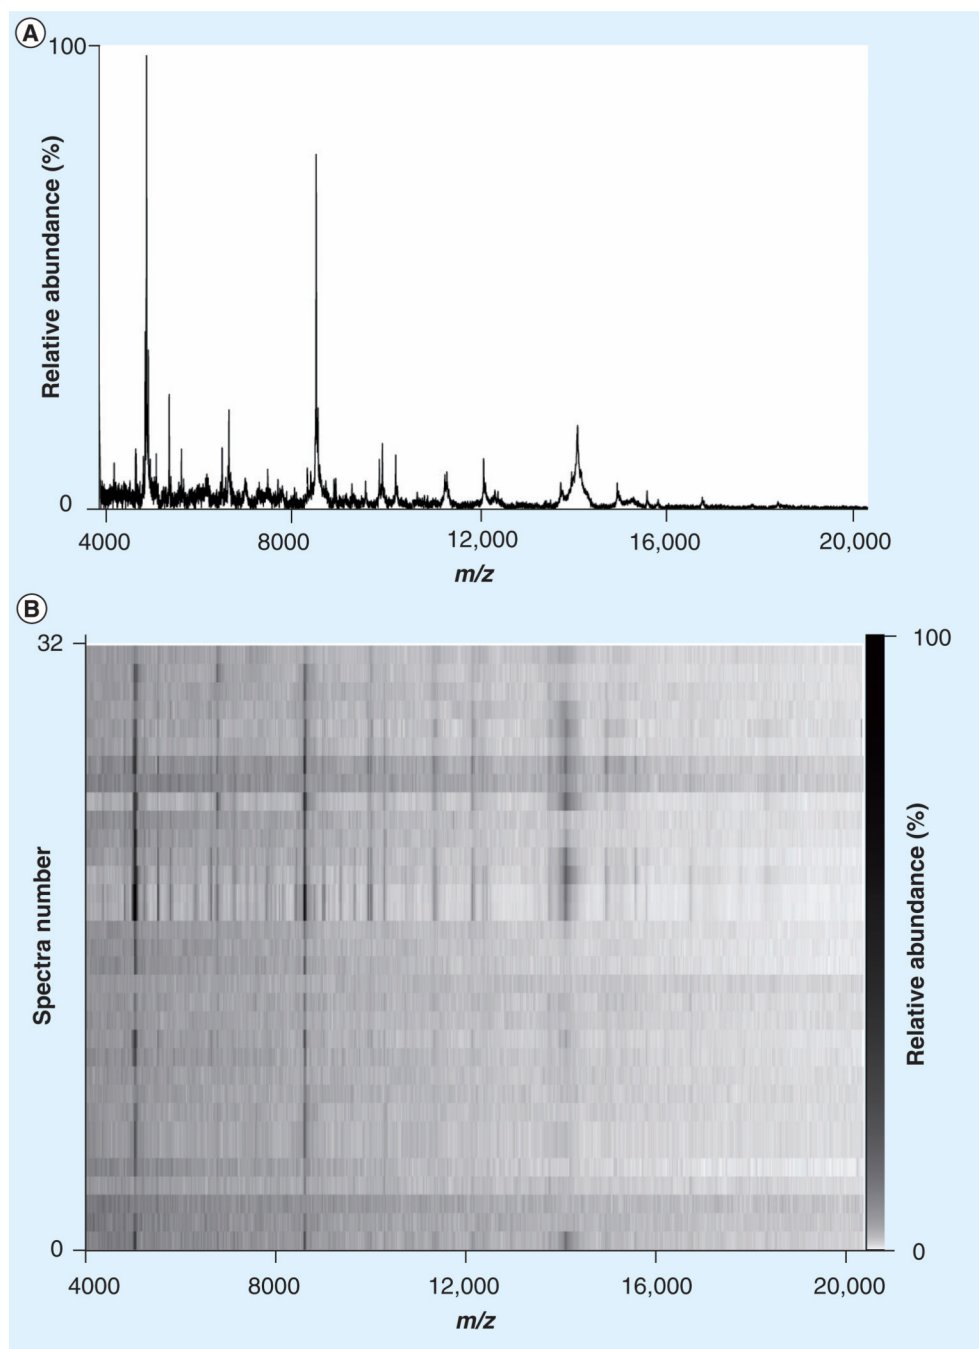 A
100
Relative abundance (%)
0
4000 8000 12,000 16,000 20,000
m/z
B
32
100
Spectra number
Relative abundance (%)
0
0
4000 8000 12,000 16,000 20,000
m/z